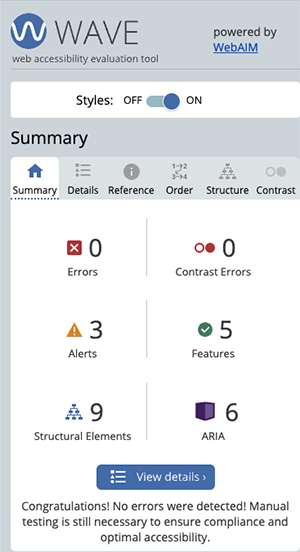 WAVE
powered by
WebAIM
web accessibility evaluation tool
Styles: OFF ON
Summary
Summary Details Reference Order Structure Contrast
0 0
Errors Contrast Errors
3 5
Alerts Features
9 6
Structural Elements ARIA
View details ›
Congratulations! No errors were detected! Manual
testing is still necessary to ensure compliance and
optimal accessibility.